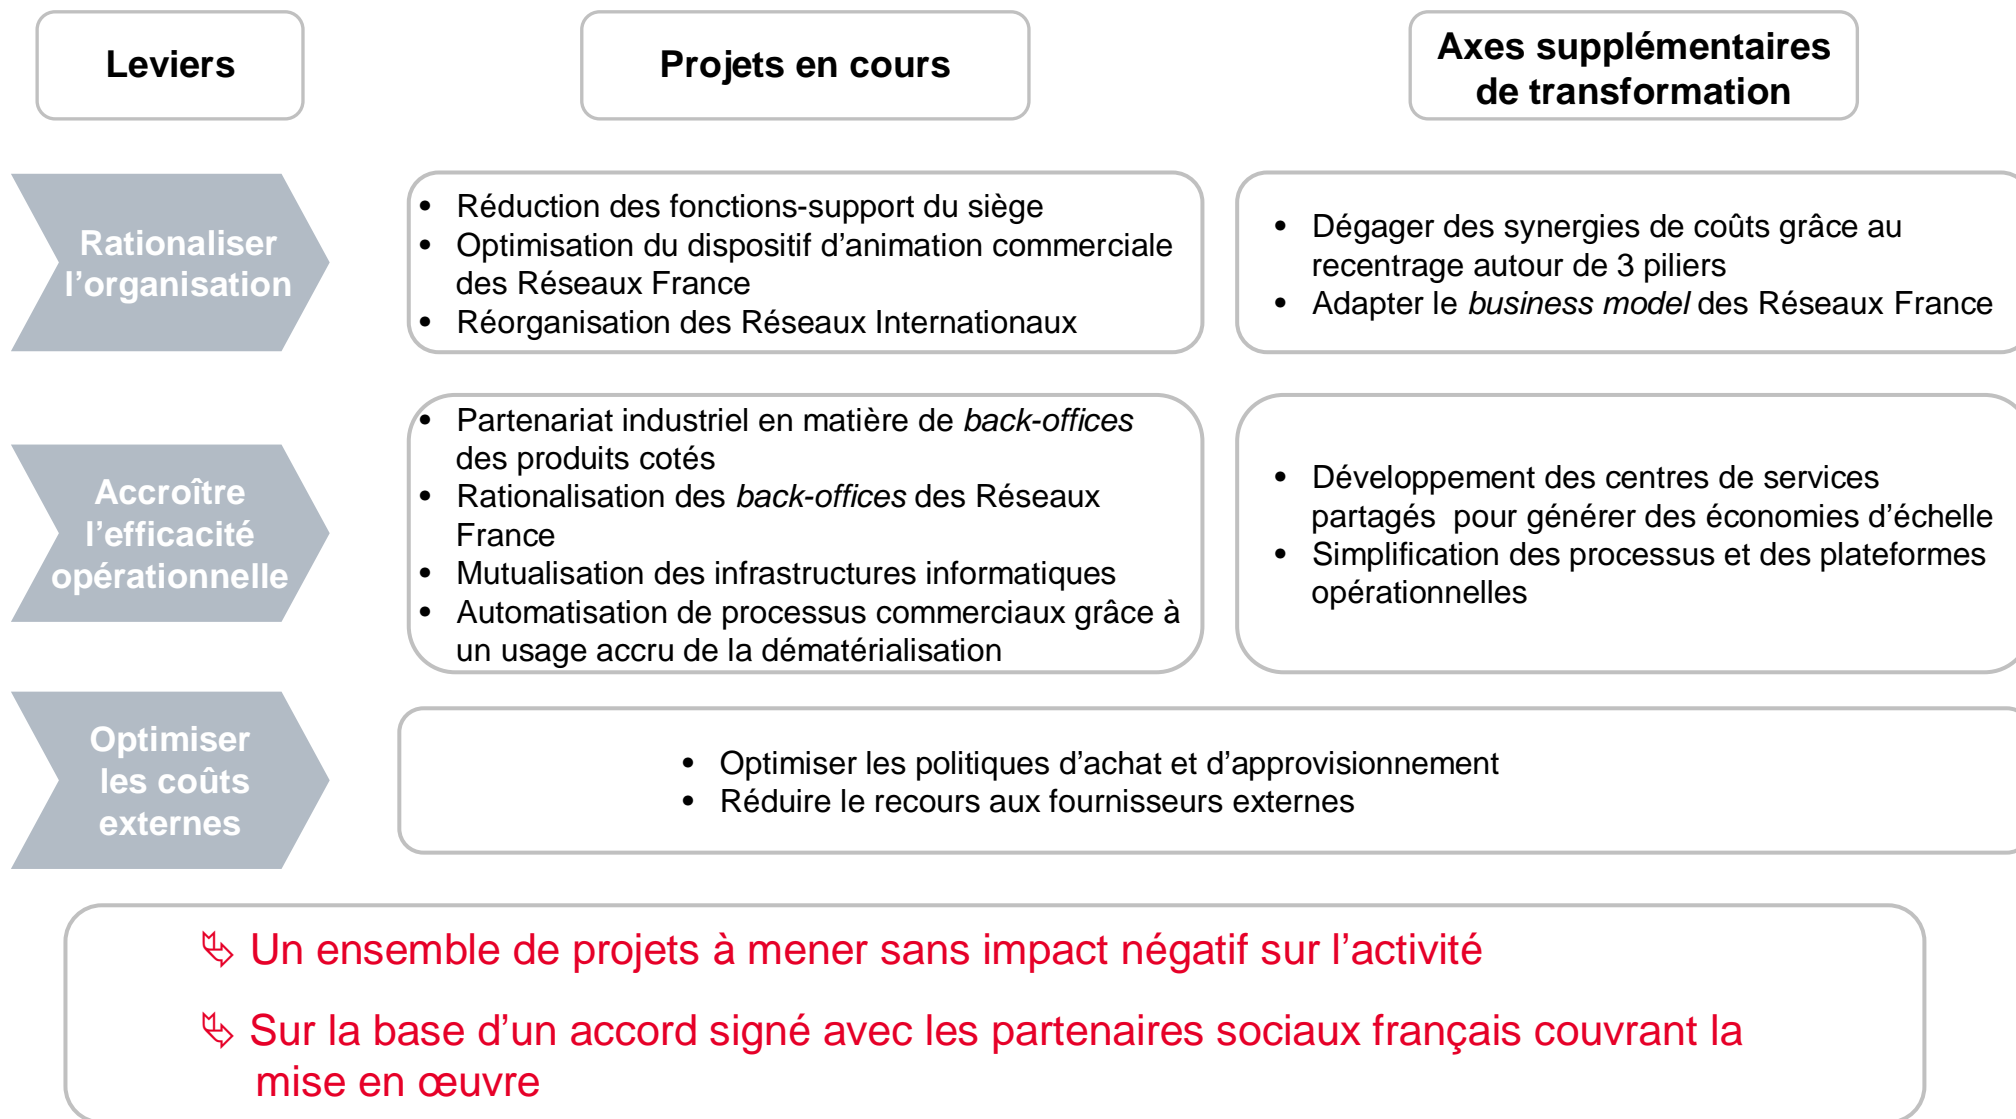 Leviers
Projets en cours
Axes supplémentaires
de transformation
Rationaliser
l’organisation
• Réduction des fonctions-support du siège
• Optimisation du dispositif d’animation commerciale
des Réseaux France
• Réorganisation des Réseaux Internationaux
• Dégager des synergies de coûts grâce au
recentrage autour de 3 piliers
• Adapter le business model des Réseaux France
Accroître
l’efficacité
opérationnelle
• Partenariat industriel en matière de back-offices
des produits cotés
• Rationalisation des back-offices des Réseaux
France
• Mutualisation des infrastructures informatiques
• Automatisation de processus commerciaux grâce à
un usage accru de la dématérialisation
• Développement des centres de services
partagés pour générer des économies d’échelle
• Simplification des processus et des plateformes
opérationnelles
Optimiser
les coûts
externes
• Optimiser les politiques d’achat et d’approvisionnement
• Réduire le recours aux fournisseurs externes
Un ensemble de projets à mener sans impact négatif sur l’activité
Sur la base d’un accord signé avec les partenaires sociaux français couvrant la
mise en œuvre